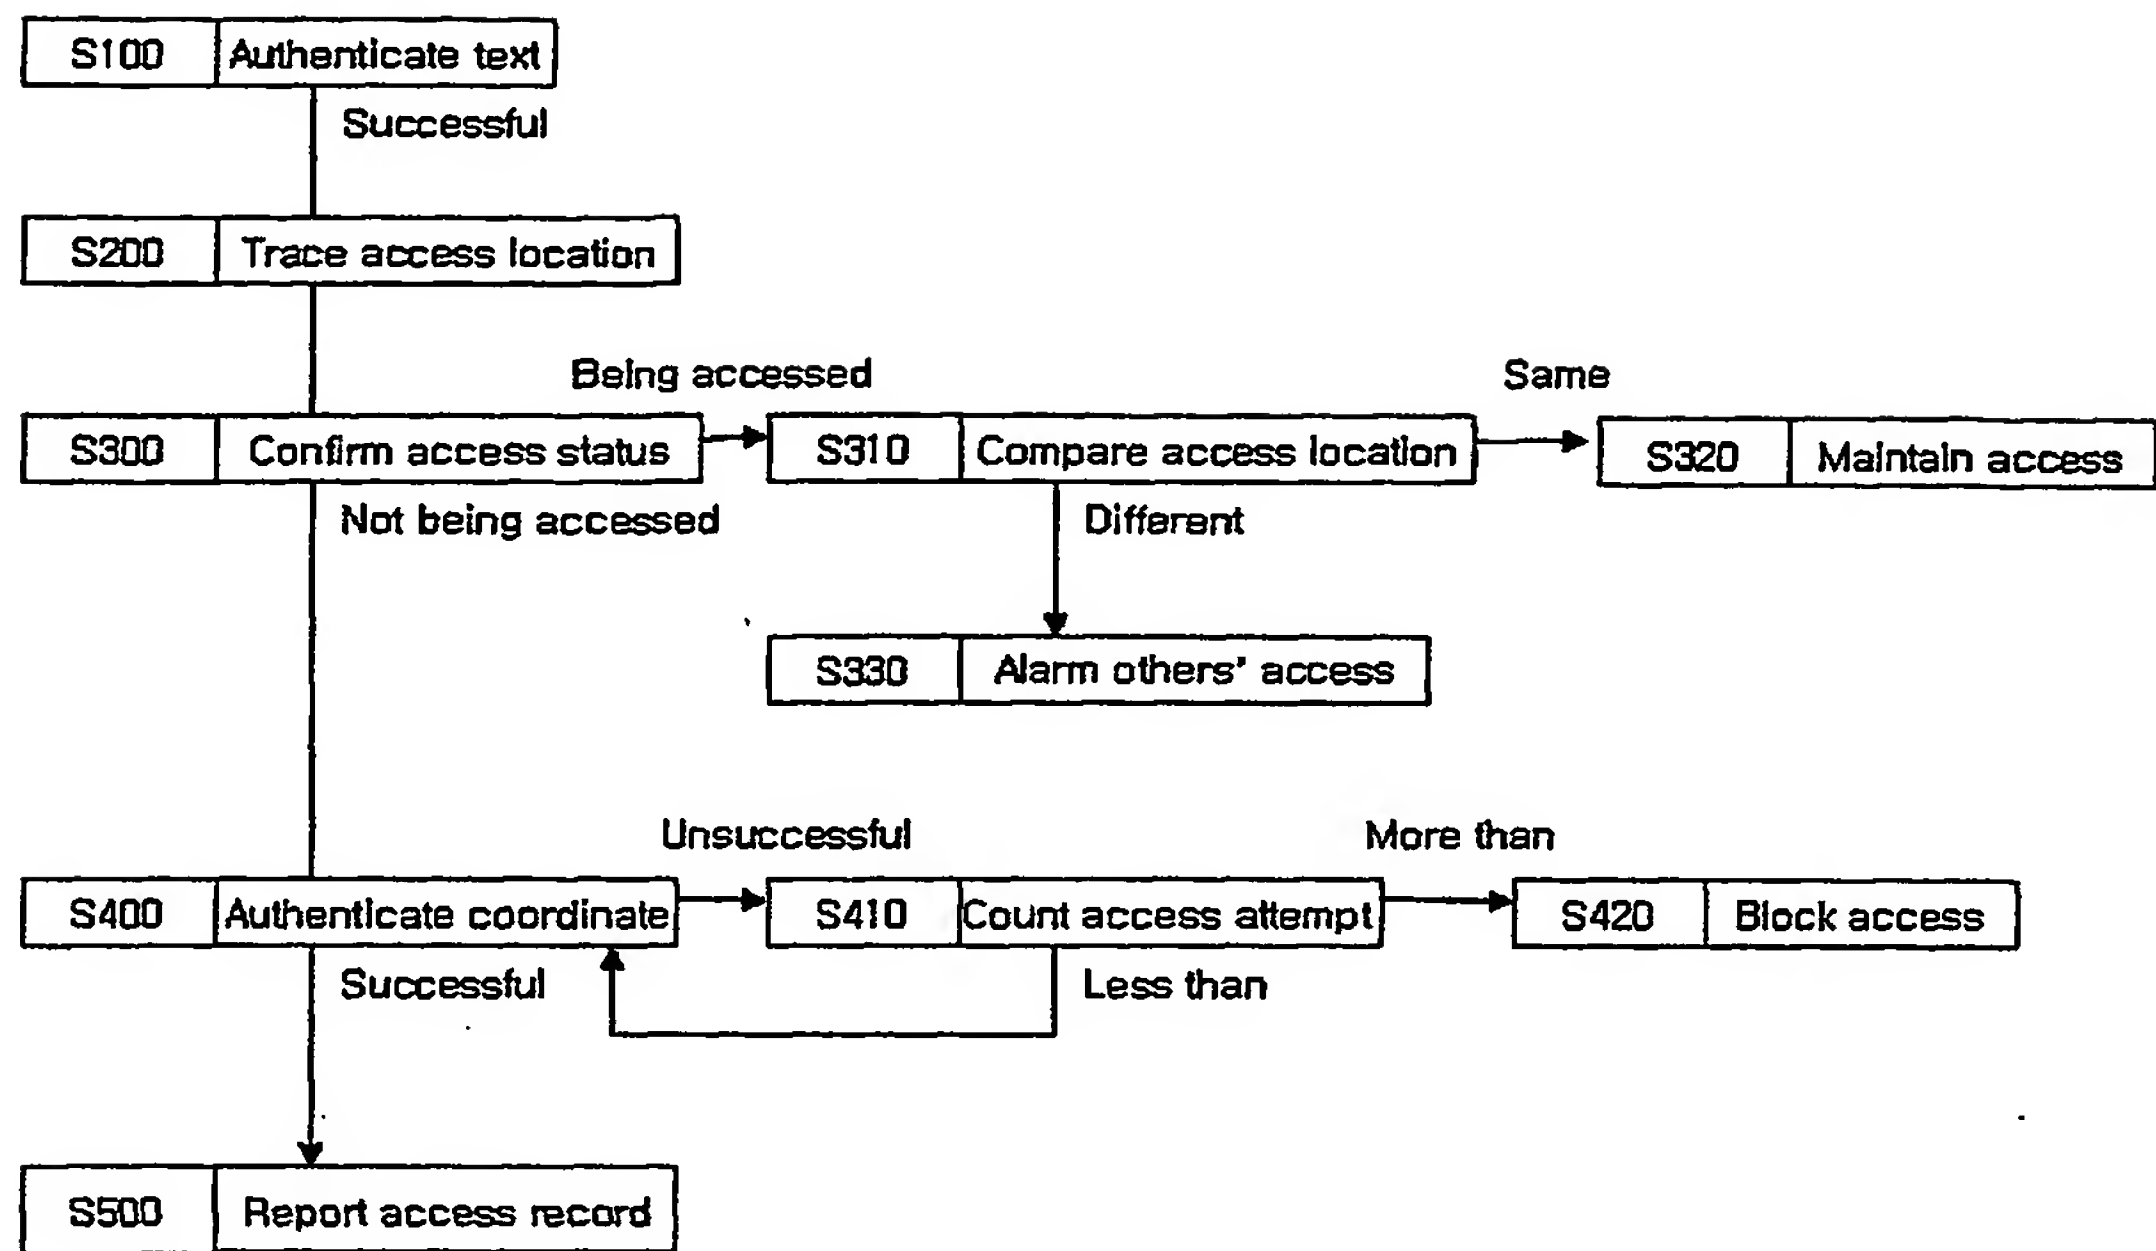 S100 Authenticate text
Successful
S200 Trace access location
Being accessed Same
S300 Confirm access status S310 Compare access location S320 Maintain access
Not being accessed Different
S330 Alarm others' access
Unsuccessful More than
S400 Authenticate coordinate S410 Count access attempt S420 Block access
Successful Less than
S500 Report access record